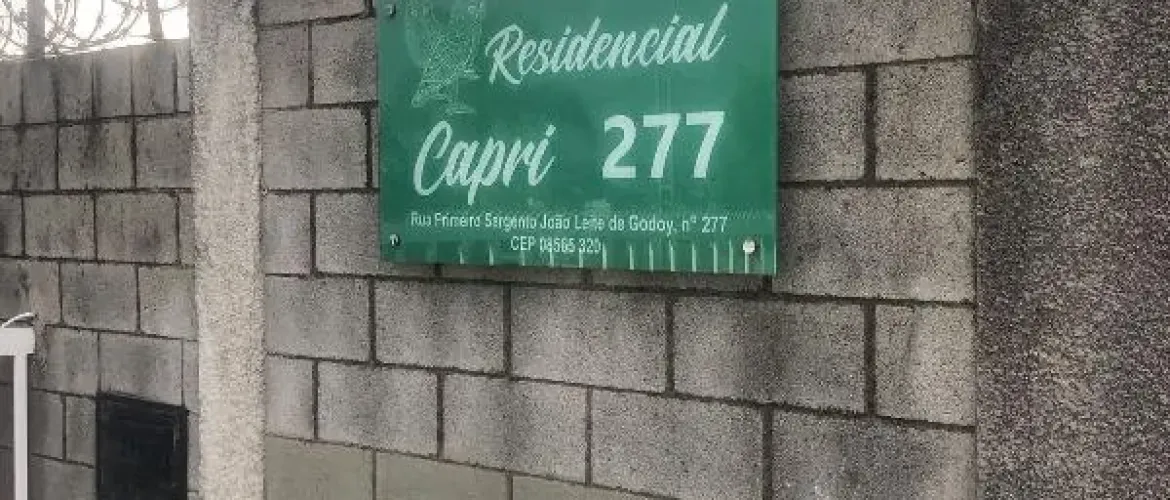 Residencial
Capri 277
Rua Primeiro Sargento João Leite de Godoy, nº 277
CEP 08565 320